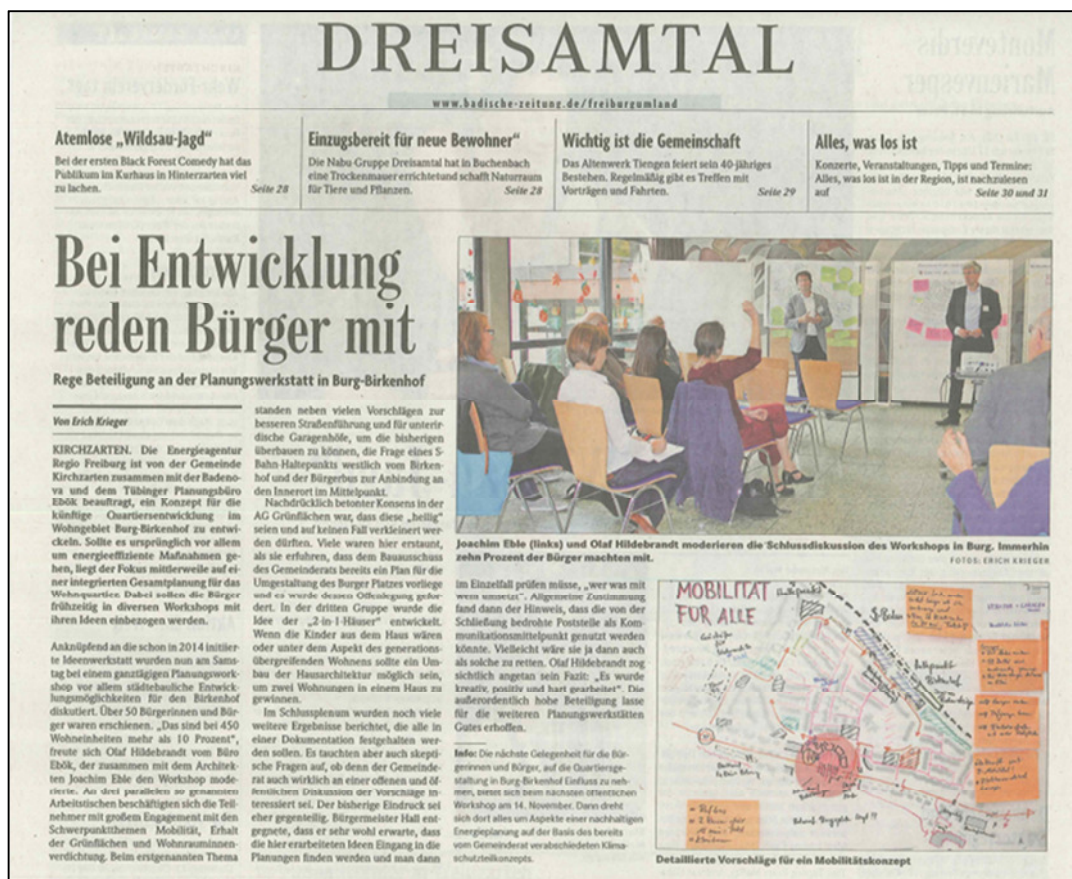 DREISAMTAL
www.badische-zeitung.de/freiburgumland
Atemlose „Wildsau-Jagd“
Bei der ersten Black Forest Comedy hat das
Publikum im Kurhaus in Hinterzarten viel
zu lachen. Seite 28
Einzugsbereit für neue Bewohner“
Die Nabu Gruppe Dreisamtal hat in Buchenbach
eine Trockenmauer errichtetund schafft Naturraum
für Tiere und Pflanzen. Seite 28
Wichtig ist die Gemeinschaft
Das Altenwerk Tiengen feiert sein 40-jähriges
Bestehen. Regelmäßig gibt es Treffen mit
Vorträgen und Fahrten. Seite 29
Alles, was los ist
Konzerte, Veranstaltungen, Tipps und Termine:
Alles, was los ist in der Region, ist nachzulesen
auf Seite 30 und 31
Bei Entwicklung
reden Bürger mit
Rege Beteiligung an der Planungswerkstatt in Burg-Birkenhof
Von Erich Krieger
KIRCHZARTEN. Die Energieagentur
Regio Freiburg ist von der Gemeinde
Kirchzarten zusammen mit der Badeno-
va und dem Tübinger Planungsbüro
Ebök beauftragt, ein Konzept für die
künftige Quartiersentwicklung im
Wohngebiet Burg-Birkenhof zu entwi-
ckeln. Sollte es ursprünglich vor allem
um energieeffiziente Maßnahmen ge-
hen, liegt der Fokus mittlerweile auf ei-
ner integrierten Gesamtplanung für das
Wohnquartier. Dabei sollen die Bürger
frühzeitig in diversen Workshops mit
ihren Ideen einbezogen werden.
Anknüpfend an die schon in 2014 initiier-
te Ideenwerkstatt wurden nun am Sams-
tag bei einem ganztägigen Planungswork-
shop vor allem städtebauliche Entwick-
lungsmöglichkeiten für den Birkenhof
diskutiert. Über 50 Bürgerinnen und Bür-
ger waren erschienen. „Das sind bei 450
Wohneinheiten mehr als 10 Prozent“,
freute sich Olaf Hildebrandt vom Büro
Ebök, der zusammen mit dem Architek-
ten Joachim Eble den Workshop mode-
rierte. An drei parallelen so genannten
Arbeitstischen beschäftigten sich die Teil-
nehmer mit großem Engagement mit den
Schwerpunktthemen Mobilität, Erhalt
der Grünflächen und Wohnrauminnen-
verdichtung. Beim erstgenannten Thema
standen neben vielen Vorschlägen zur
besseren Straßenführung und für unterir-
dische Garagenhöfe, um die bisherigen
überbauen zu können, die Frage eines S-
Bahn-Haltepunkts westlich vom Birken-
hof und der Bürgerbus zur Anbindung an
den Innerort im Mittelpunkt.
Nachdrücklich betonter Konsens in der
AG Grünflächen war, dass diese „heilig“
seien und auf keinen Fall verkleinert wer-
den dürften. Viele waren hier erstaunt,
als sie erfuhren, dass dem Bauausschuss
des Gemeinderats bereits ein Plan für die
Umgestaltung des Burger Platzes vorliege
und es wurde dessen Offenlegung gefor-
dert. In der dritten Gruppe wurde die
Idee der „2-in-1-Häuser“ entwickelt.
Wenn die Kinder aus dem Haus wären
oder unter dem Aspekt des generations-
übergreifenden Wohnens sollte ein Um-
bau der Hausarchitektur möglich sein,
um zwei Wohnungen in einem Haus zu
gewinnen.
Im Schlussplenum wurden noch viele
weitere Ergebnisse berichtet, die alle in
einer Dokumentation festgehalten wer-
den sollen. Es tauchten aber auch skepti-
sche Fragen auf, ob denn der Gemeinde-
rat auch wirklich an einer offenen und öf-
fentlichen Diskussion der Vorschläge in-
teressiert sei. Der bisherige Eindruck sei
eher gegenteilig. Bürgermeister Hall ent-
gegnete, dass er sehr wohl erwarte, dass
die hier erarbeiteten Ideen Eingang in die
Planungen finden werden und man dann
Joachim Eble (links) und Olaf Hildebrandt moderieren die Schlussdiskussion des Workshops in Burg. Immerhin
zehn Prozent der Bürger machten mit. FOTOS: ERICH KRIEGER
im Einzelfall prüfen müsse, „wer was mit
wem umsetzt“. Allgemeine Zustimmung
fand dann der Hinweis, dass die von der
Schließung bedrohte Poststelle als Kom-
munikationsmittelpunkt genutzt werden
könnte. Vielleicht wäre sie ja dann auch
als solche zu retten. Olaf Hildebrandt zog
sichtlich angetan sein Fazit: „Es wurde
kreativ, positiv und hart gearbeitet“. Die
außerordentlich hohe Beteiligung lasse
für die weiteren Planungswerkstätten
Gutes erhoffen.
Info: Die nächste Gelegenheit für die Bür-
gerinnen und Bürger, auf die Quartiersge-
staltung in Burg-Birkenhof Einfluss zu neh-
men, bietet sich beim nächsten öffentlichen
Workshop am 14. November. Dann dreht
sich dort alles um Aspekte einer nachhaltigen
Energieplanung auf der Basis des bereits
vom Gemeinderat verabschiedeten Klima-
schutzteilkonzepts.
MOBILITÄT
FÜR ALLE
Haltepunkt
S-Bahn
Detaillierte Vorschläge für ein Mobilitätskonzept